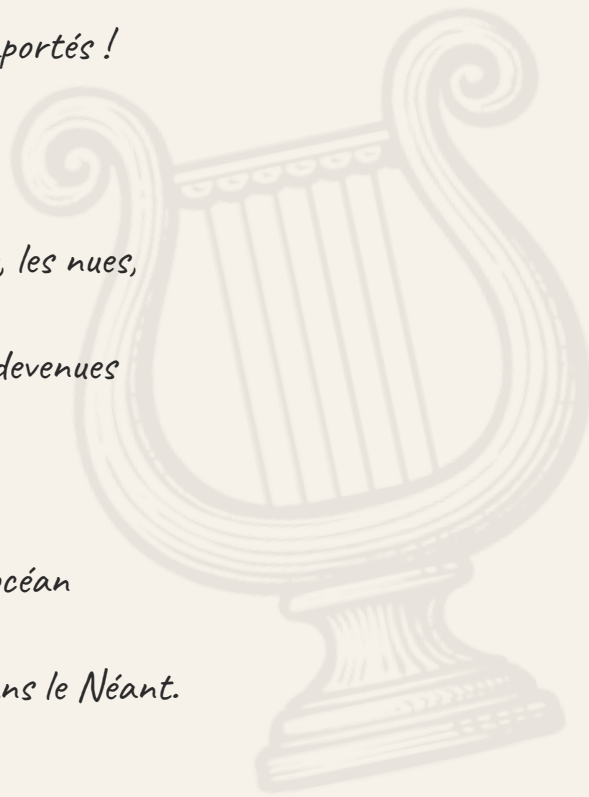 portés !
, les nues,
devenues
océan
ns le Néant.